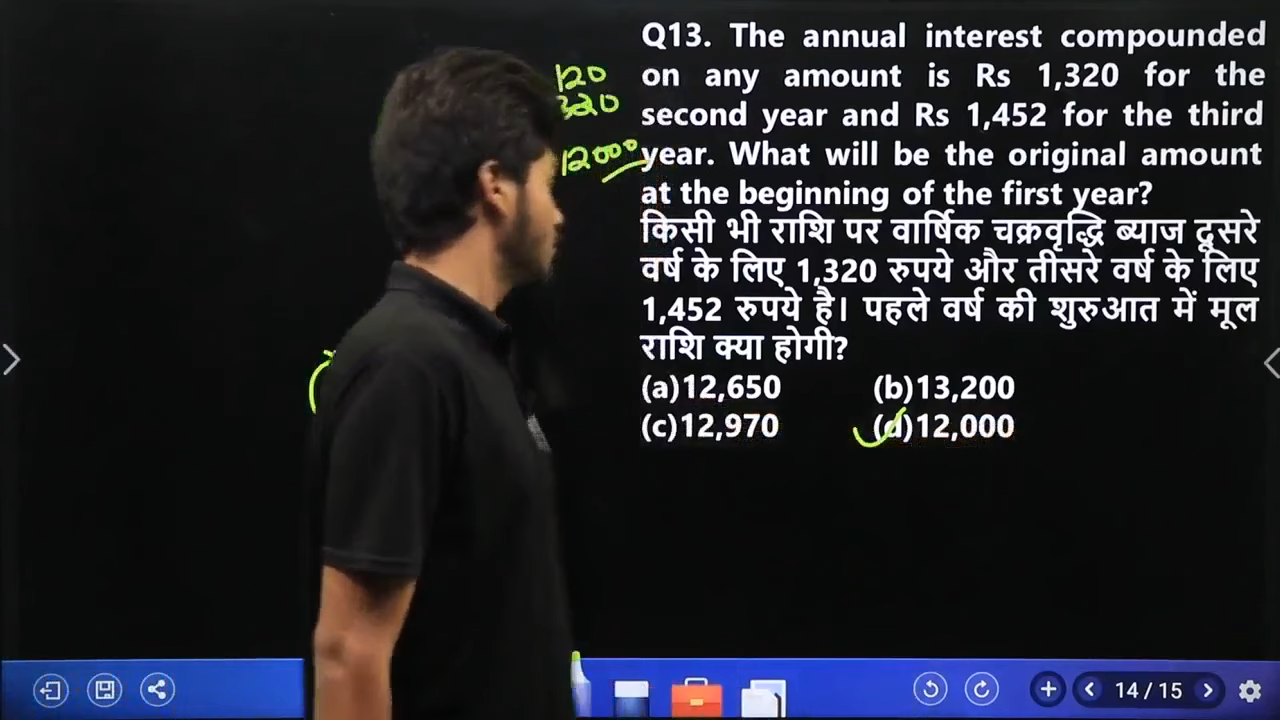 Q13. The annual interest compounded
on any amount is Rs 1,320 for the
second year and Rs 1,452 for the third
year. What will be the original amount
at the beginning of the first year?
किसी भी राशि पर वार्षिक चक्रवृद्धि ब्याज दूसरे
वर्ष के लिए 1,320 रुपये और तीसरे वर्ष के लिए
1,452 रुपये है। पहले वर्ष की शुरुआत में मूल
राशि क्या होगी?
(a)12,650 (b)13,200
(c)12,970 (d)12,000
120
320
12000
14 / 15